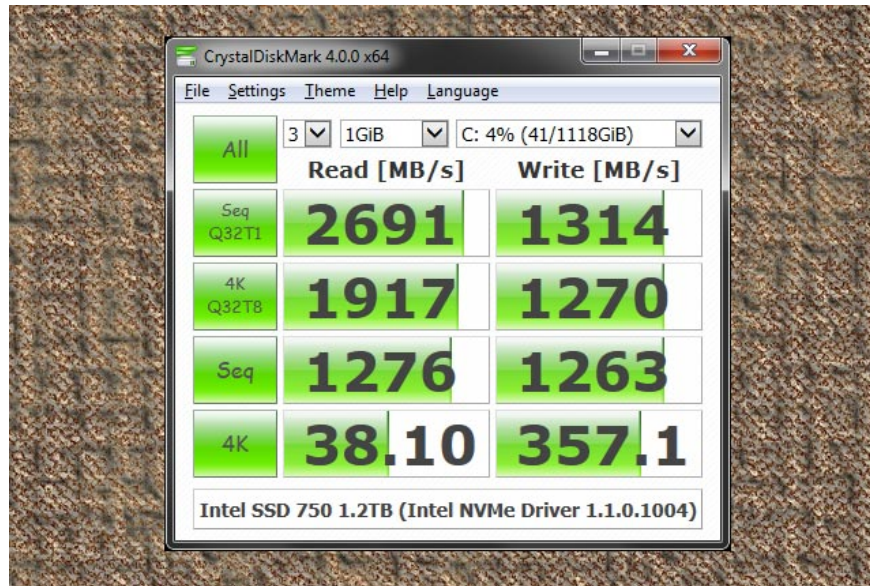 CrystalDiskMark 4.0.0 x64
File Settings Theme Help Language
All 3 1GiB C: 4% (41/1118GiB)
Read [MB/s] Write [MB/s]
Seq
Q32T1 2691 1314
4K
Q32T8 1917 1270
Seq 1276 1263
4K 38.10 357.1
Intel SSD 750 1.2TB (Intel NVMe Driver 1.1.0.1004)